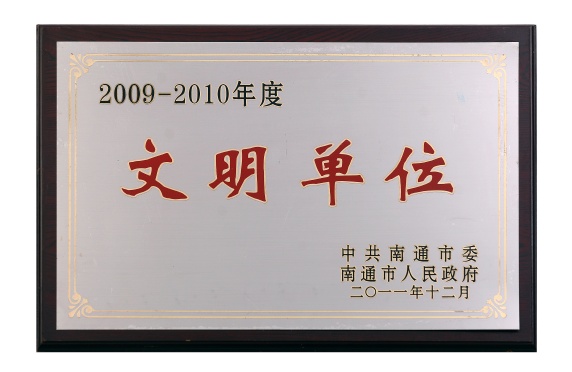 2009-2010年度
文明单位
中共南通市委
南通市人民政府
二〇一一年十二月